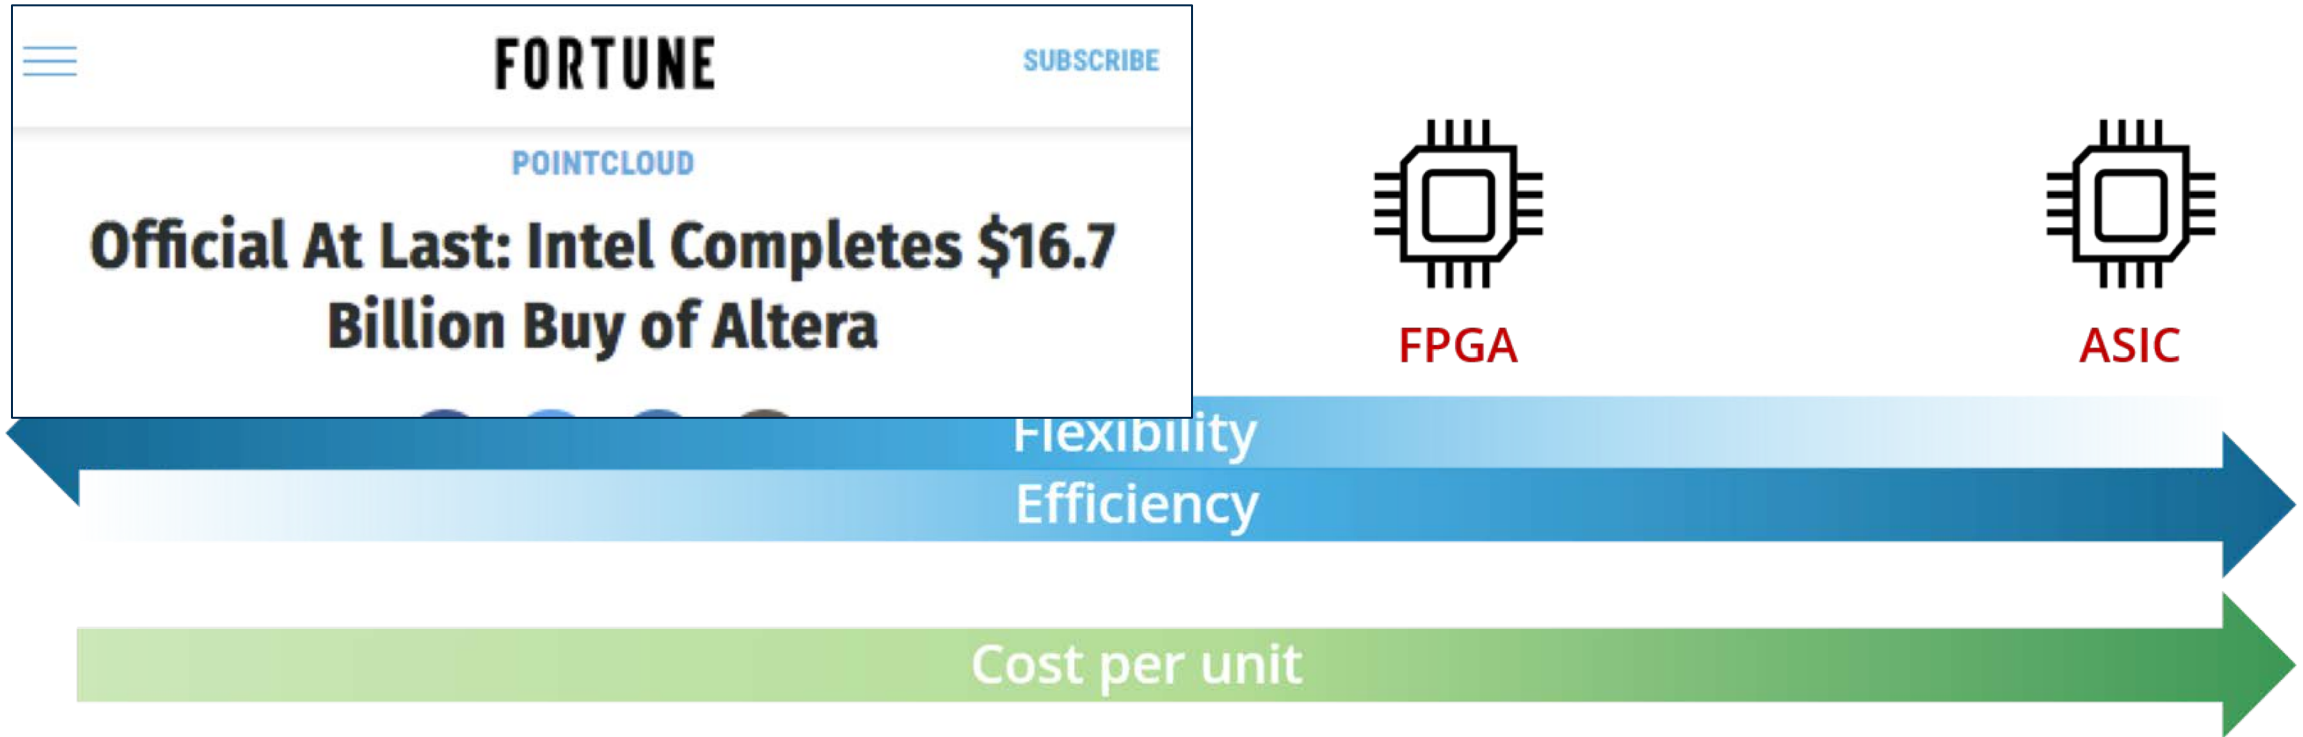 FORTUNE
SUBSCRIBE
POINTCLOUD
Official At Last: Intel Completes $16.7
Billion Buy of Altera
FPGA
ASIC
Flexibility
Efficiency
Cost per unit